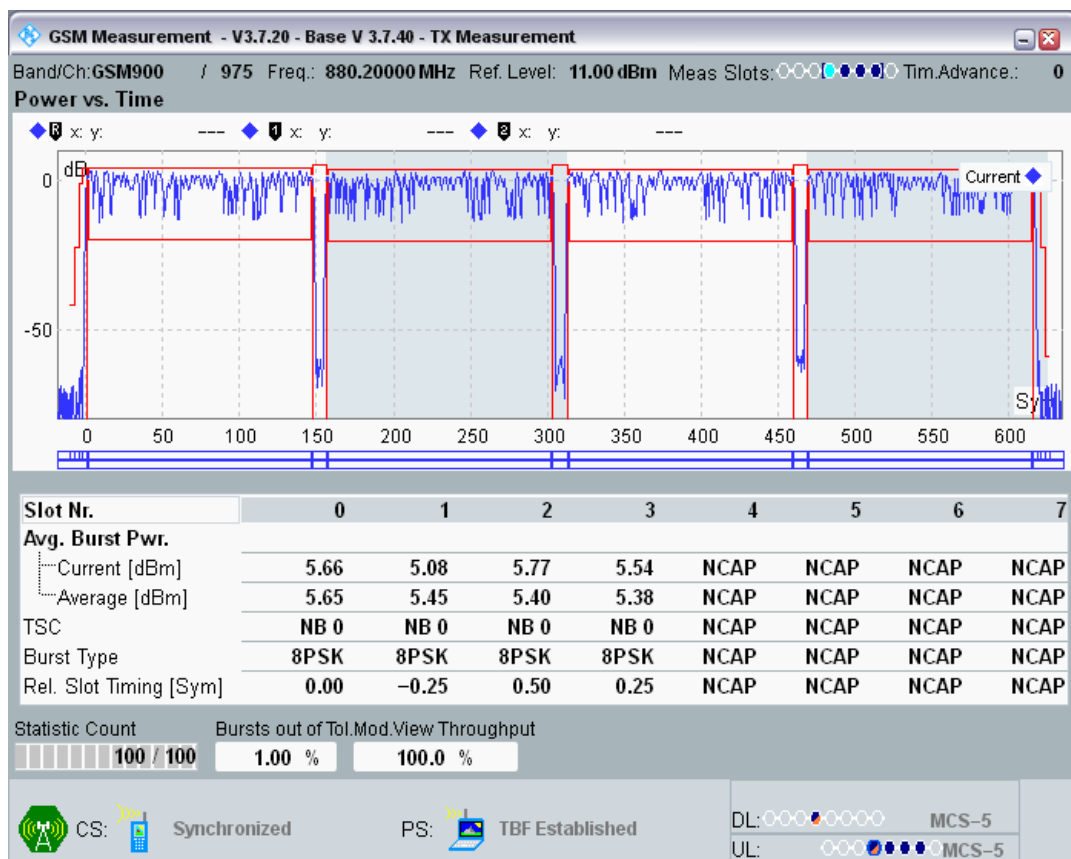 GSM Measurement - V3.7.20 - Base V 3.7.40 - TX Measurement
Band/Ch:GSM900 / 975 Freq.: 880.20000 MHz Ref. Level: 11.00 dBm Meas Slots: Tim.Advance.: 0
Power vs. Time
R x: y: --- 1 x: y: --- 2 x: y: ---
dB
0
Current
-50
Sy
0 50 100 150 200 250 300 350 400 450 500 550 600
Slot Nr. 0 1 2 3 4 5 6 7
Avg. Burst Pwr.
Current [dBm] 5.66 5.08 5.77 5.54 NCAP NCAP NCAP NCAP
Average [dBm] 5.65 5.45 5.40 5.38 NCAP NCAP NCAP NCAP
TSC NB 0 NB 0 NB 0 NB 0 NCAP NCAP NCAP NCAP
Burst Type 8PSK 8PSK 8PSK 8PSK NCAP NCAP NCAP NCAP
Rel. Slot Timing [Sym] 0.00 −0.25 0.50 0.25 NCAP NCAP NCAP NCAP
Statistic Count Bursts out of Tol. Mod.View Throughput
100 / 100 1.00 % 100.0 %
CS: Synchronized PS: TBF Established
DL: MCS−5
UL: MCS−5